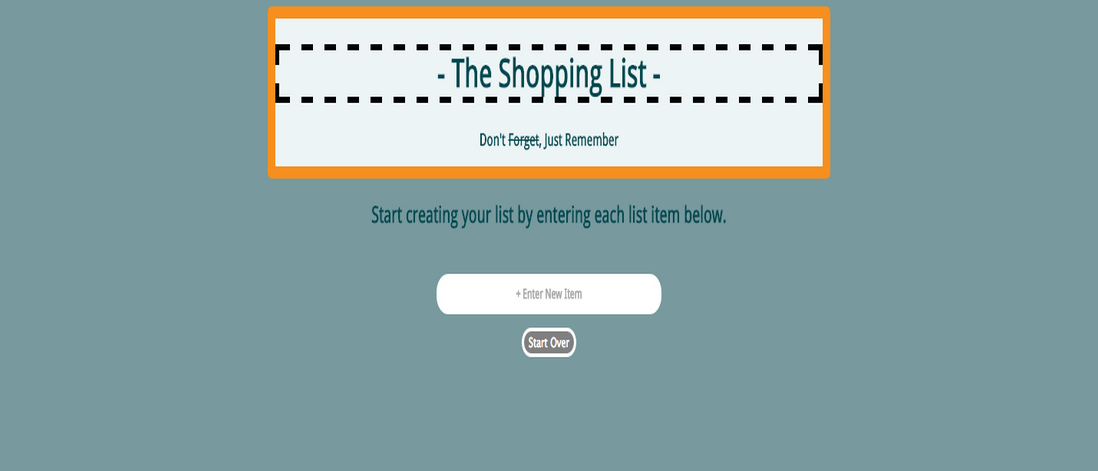 - The Shopping List -
Don't Forget, Just Remember
Start creating your list by entering each list item below.
+ Enter New Item
Start Over